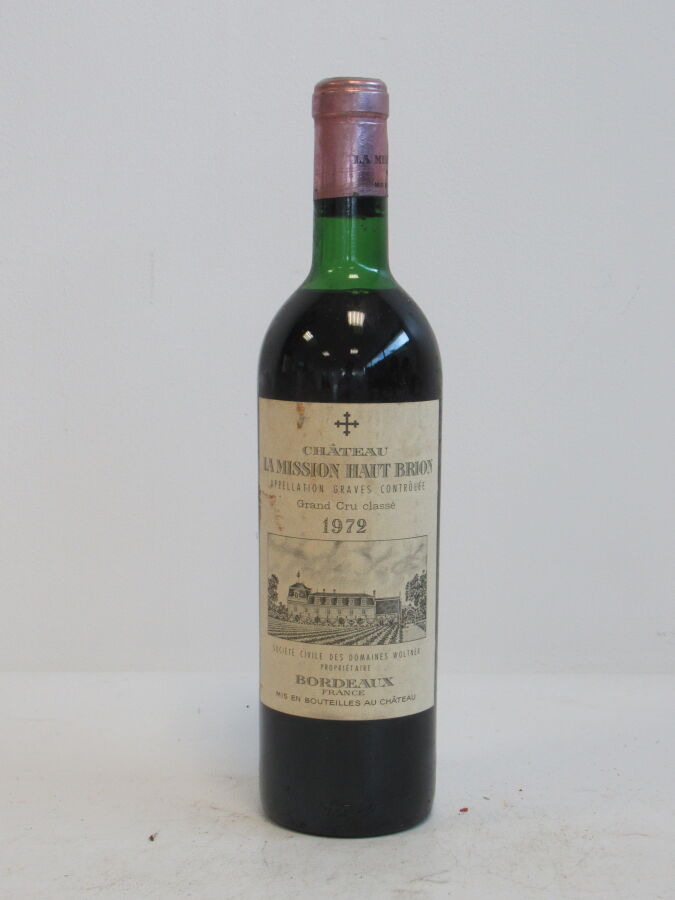 LA
CHÂTEAU
LA MISSION HAUT BRION
APPELLATION GRAVES CONTRÔLÉE
Grand Cru classé
1972
SOCIÉTÉ CIVILE DES DOMAINES WOLTNER
PROPRIÉTAIRE
BORDEAUX
FRANCE
MIS EN BOUTEILLES AU CHÂTEAU